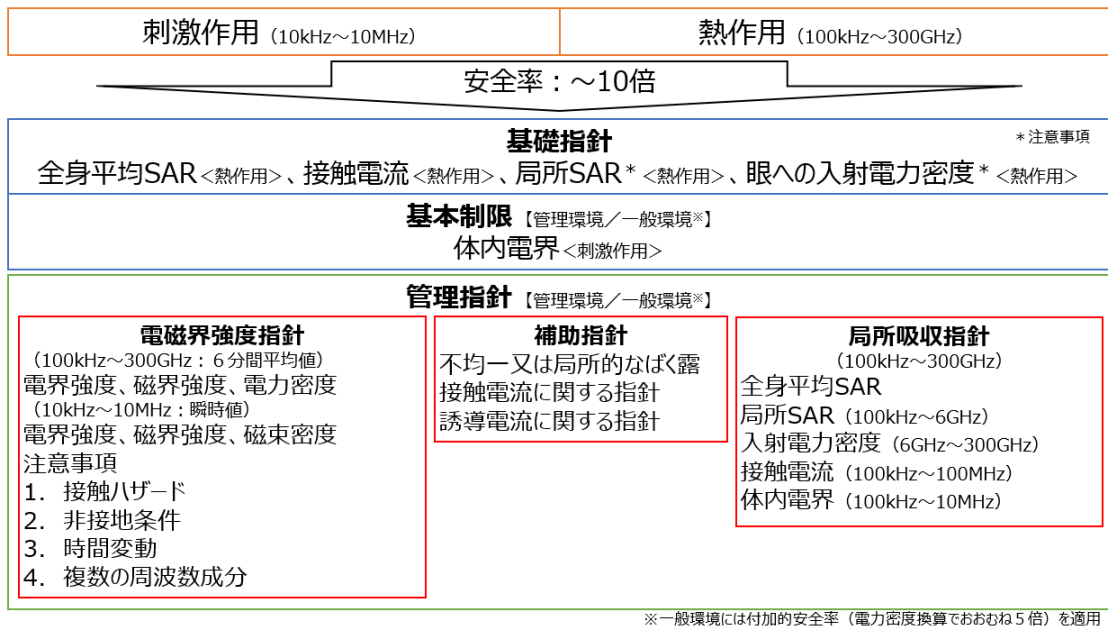 刺激作用（10kHz～10MHz）
熱作用（100kHz～300GHz）
安全率：～10倍
基礎指針
＊注意事項
全身平均SAR<熱作用>、接触電流<熱作用>、局所SAR＊<熱作用>、眼への入射電力密度＊<熱作用>
基本制限【管理環境／一般環境※】
体内電界<刺激作用>
管理指針【管理環境／一般環境※】
電磁界強度指針
（100kHz～300GHz：６分間平均値）
電界強度、磁界強度、電力密度
（10kHz～10MHz：瞬時値）
電界強度、磁界強度、磁束密度
注意事項
1. 接触ハザード
2. 非接地条件
3. 時間変動
4. 複数の周波数成分
補助指針
不均一又は局所的なばく露
接触電流に関する指針
誘導電流に関する指針
局所吸収指針
（100kHz～300GHz）
全身平均SAR
局所SAR（100kHz～6GHz）
入射電力密度（6GHz～300GHz）
接触電流（100kHz～100MHz）
体内電界（100kHz～10MHz）
※一般環境には付加的安全率（電力密度換算でおおむね５倍）を適用